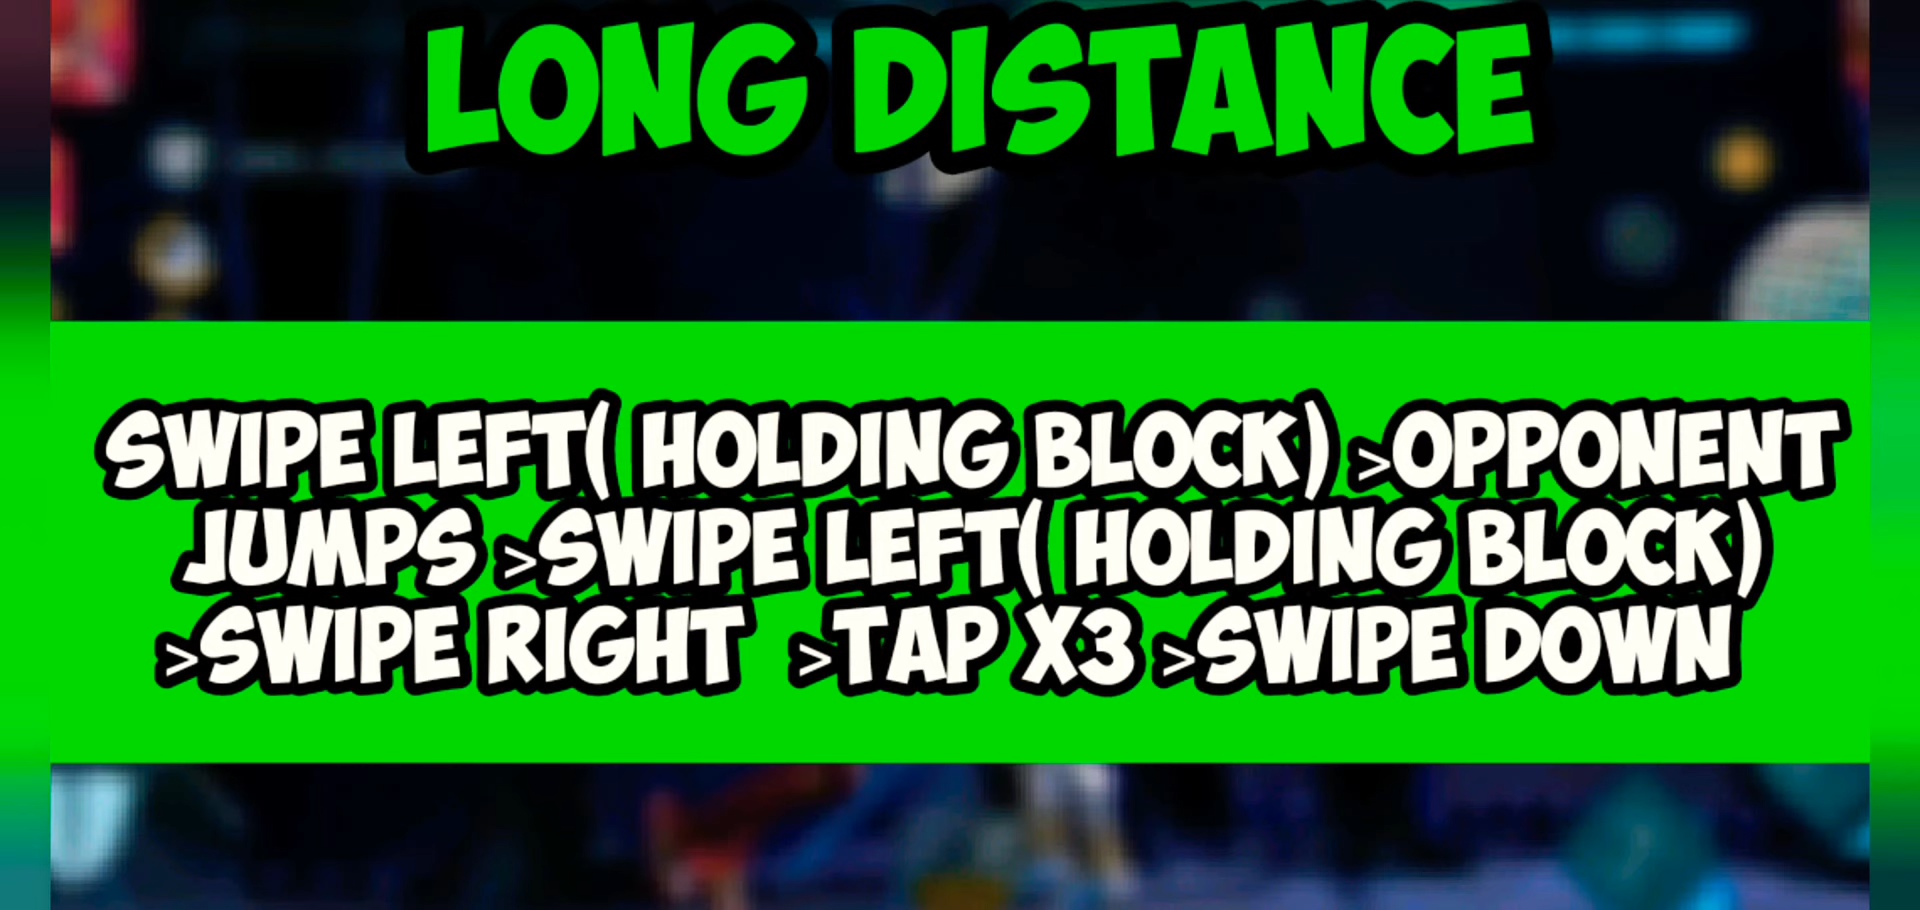 LONG DISTANCE
SWIPE LEFT( HOLDING BLOCK) >OPPONENT
JUMPS >SWIPE LEFT( HOLDING BLOCK)
>SWIPE RIGHT >TAP X3 >SWIPE DOWN